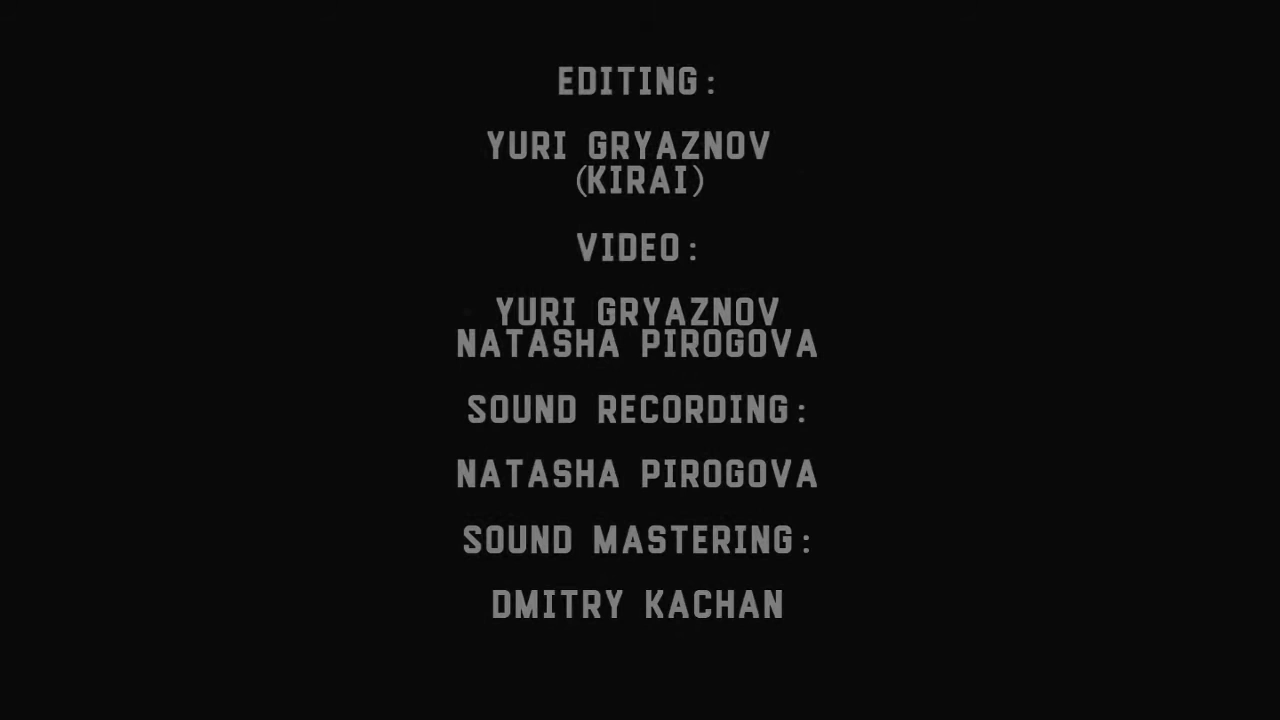 EDITING:
YURI GRYAZNOV
(KIRAI)
VIDEO:
YURI GRYAZNOV
NATASHA PIROGOVA
SOUND RECORDING:
NATASHA PIROGOVA
SOUND MASTERING:
DMITRY KACHAN